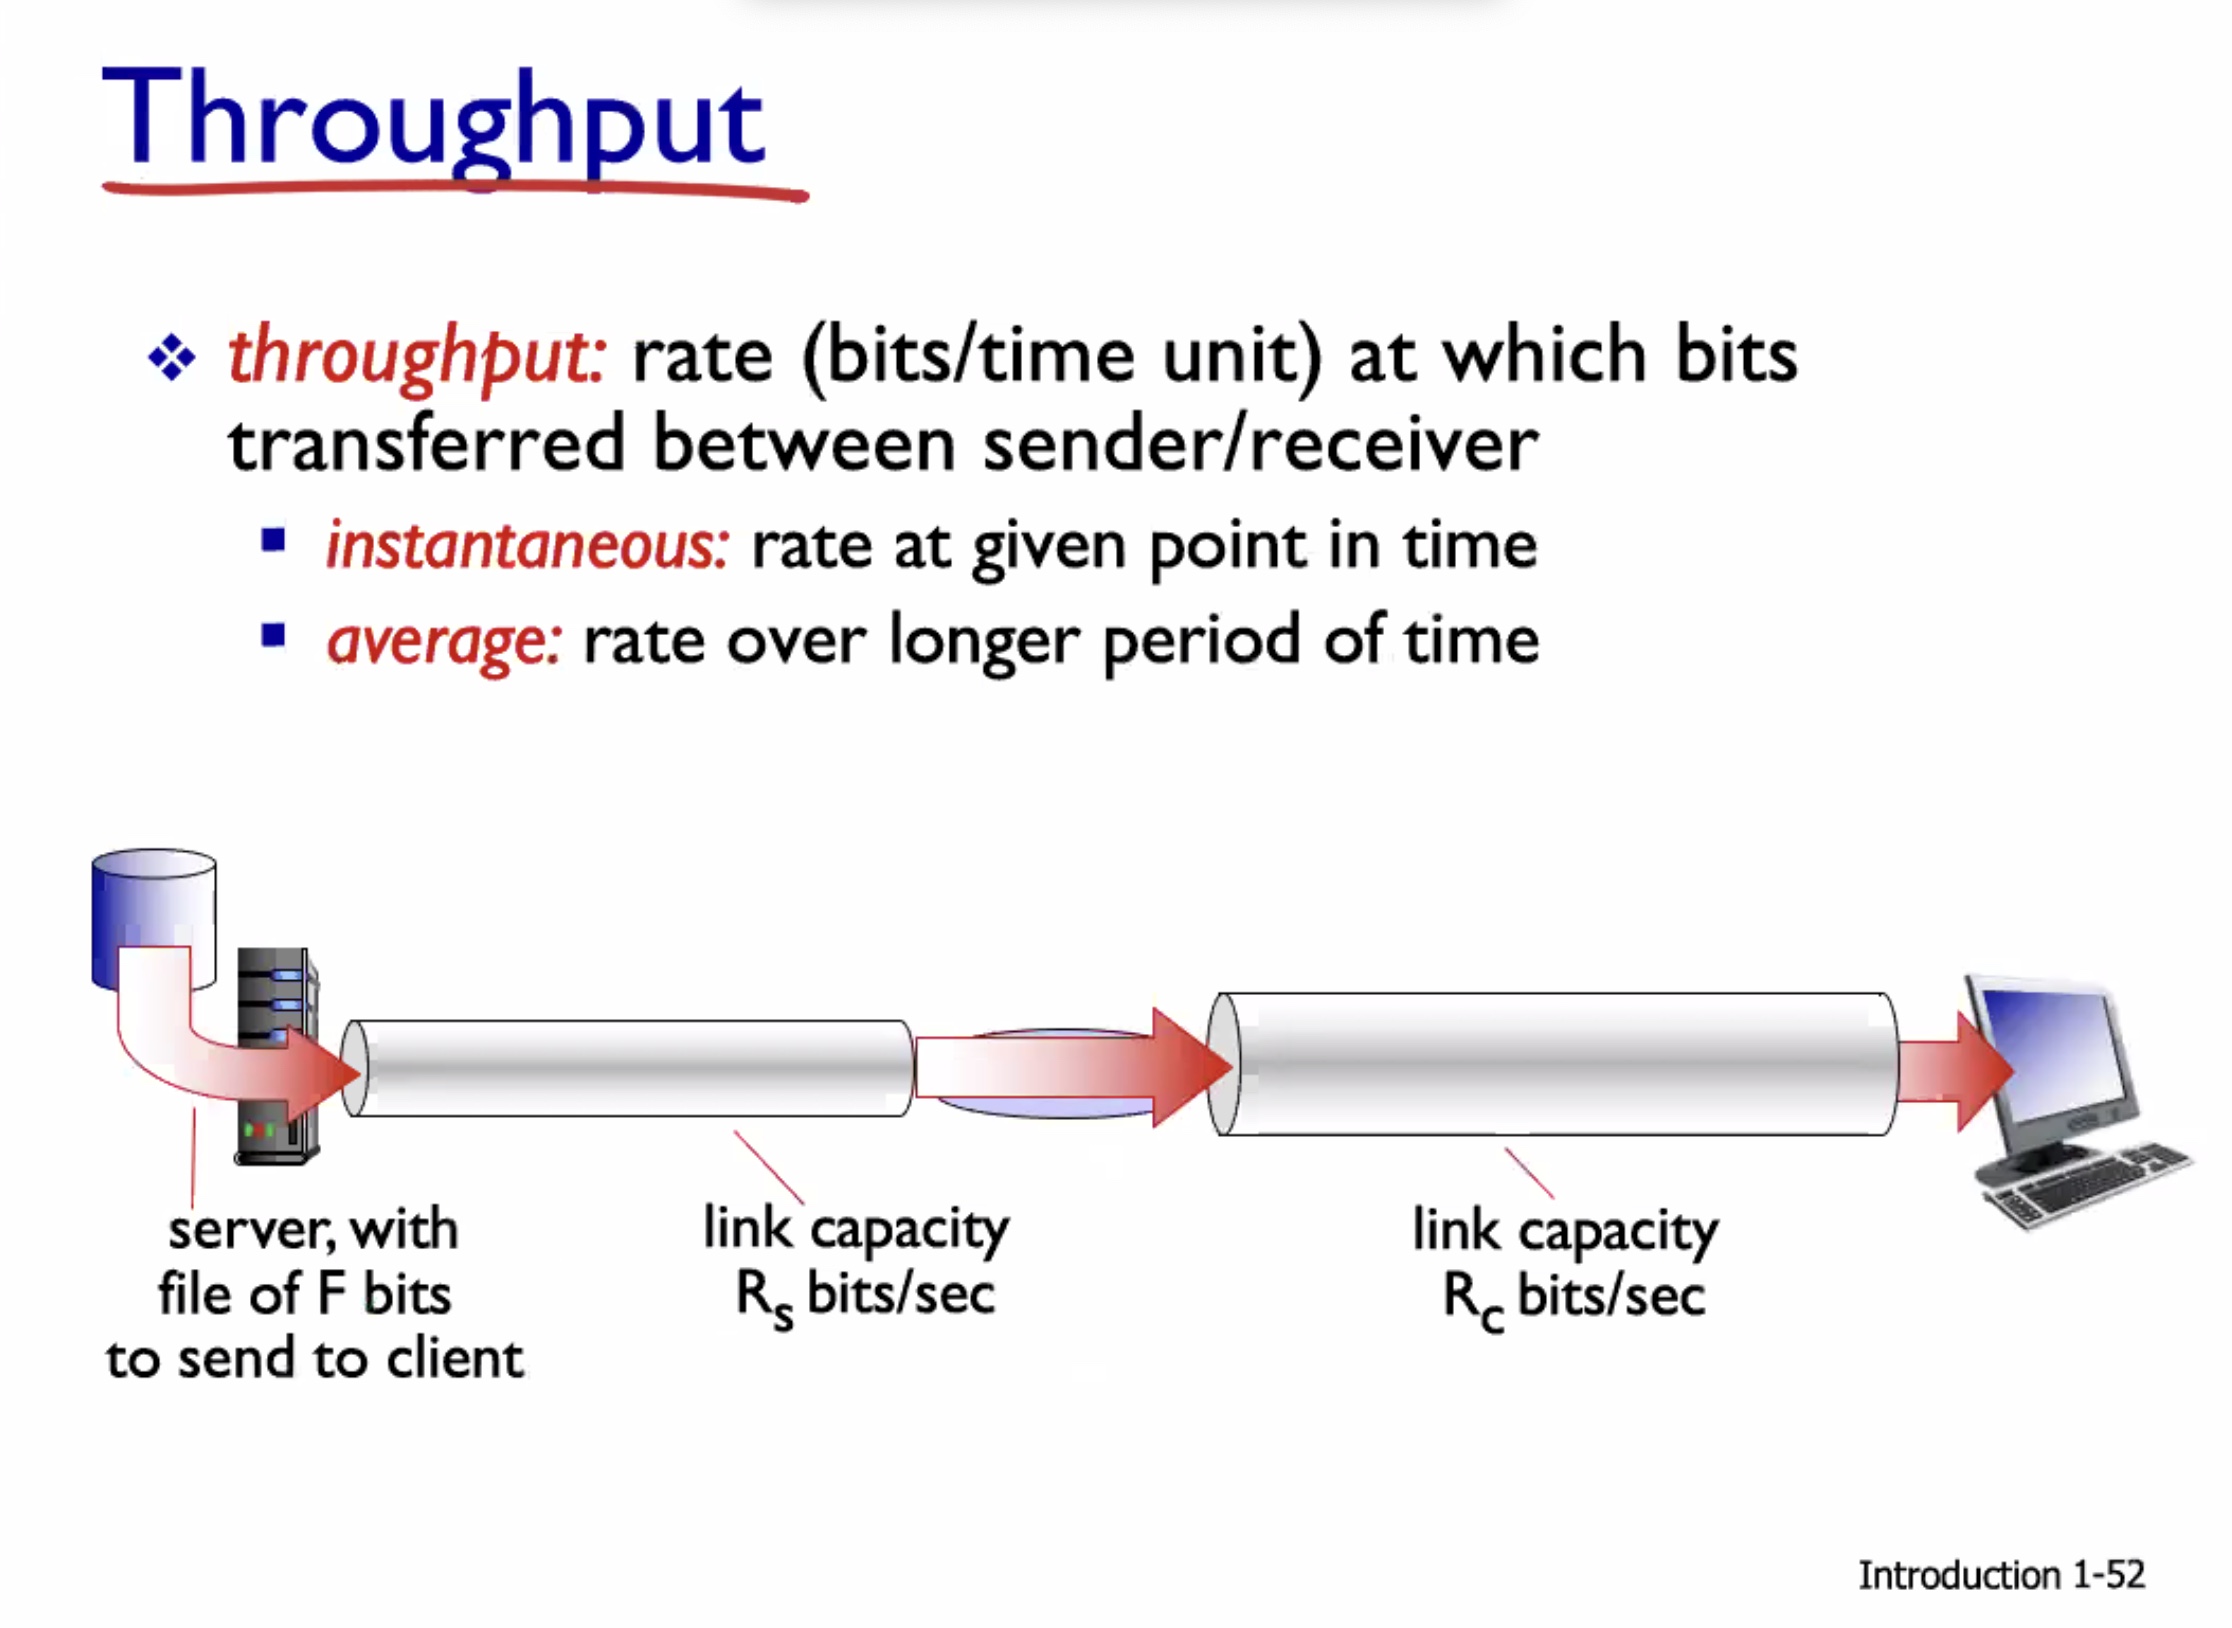 Throughput
throughput: rate (bits/time unit) at which bits
transferred between sender/receiver
instantaneous: rate at given point in time
average: rate over longer period of time
server, with
file of F bits
to send to client
link capacity
Rs bits/sec
link capacity
Rc bits/sec
Introduction 1-52